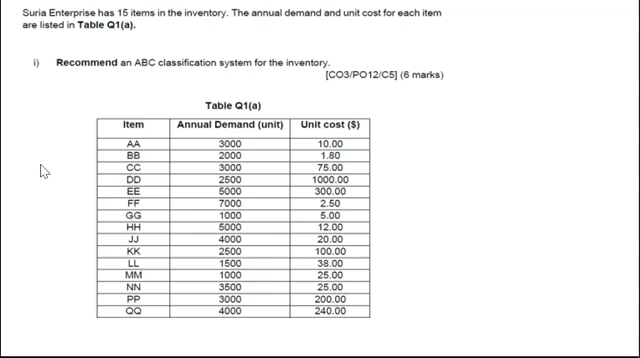 Suria Enterprise has 15 items in the inventory. The annual demand and unit cost for each item
are listed in Table Q1(a).
i) Recommend an ABC classification system for the inventory.
[CO3/PO12/C5] (6 marks)
Table Q1(a)
Item Annual Demand (unit) Unit cost ($)
AA 3000 10.00
BB 2000 1.80
CC 3000 75.00
DD 2500 1000.00
EE 5000 300.00
FF 7000 2.50
GG 1000 5.00
HH 5000 12.00
JJ 4000 20.00
KK 2500 100.00
LL 1500 38.00
MM 1000 25.00
NN 3500 25.00
PP 3000 200.00
QQ 4000 240.00